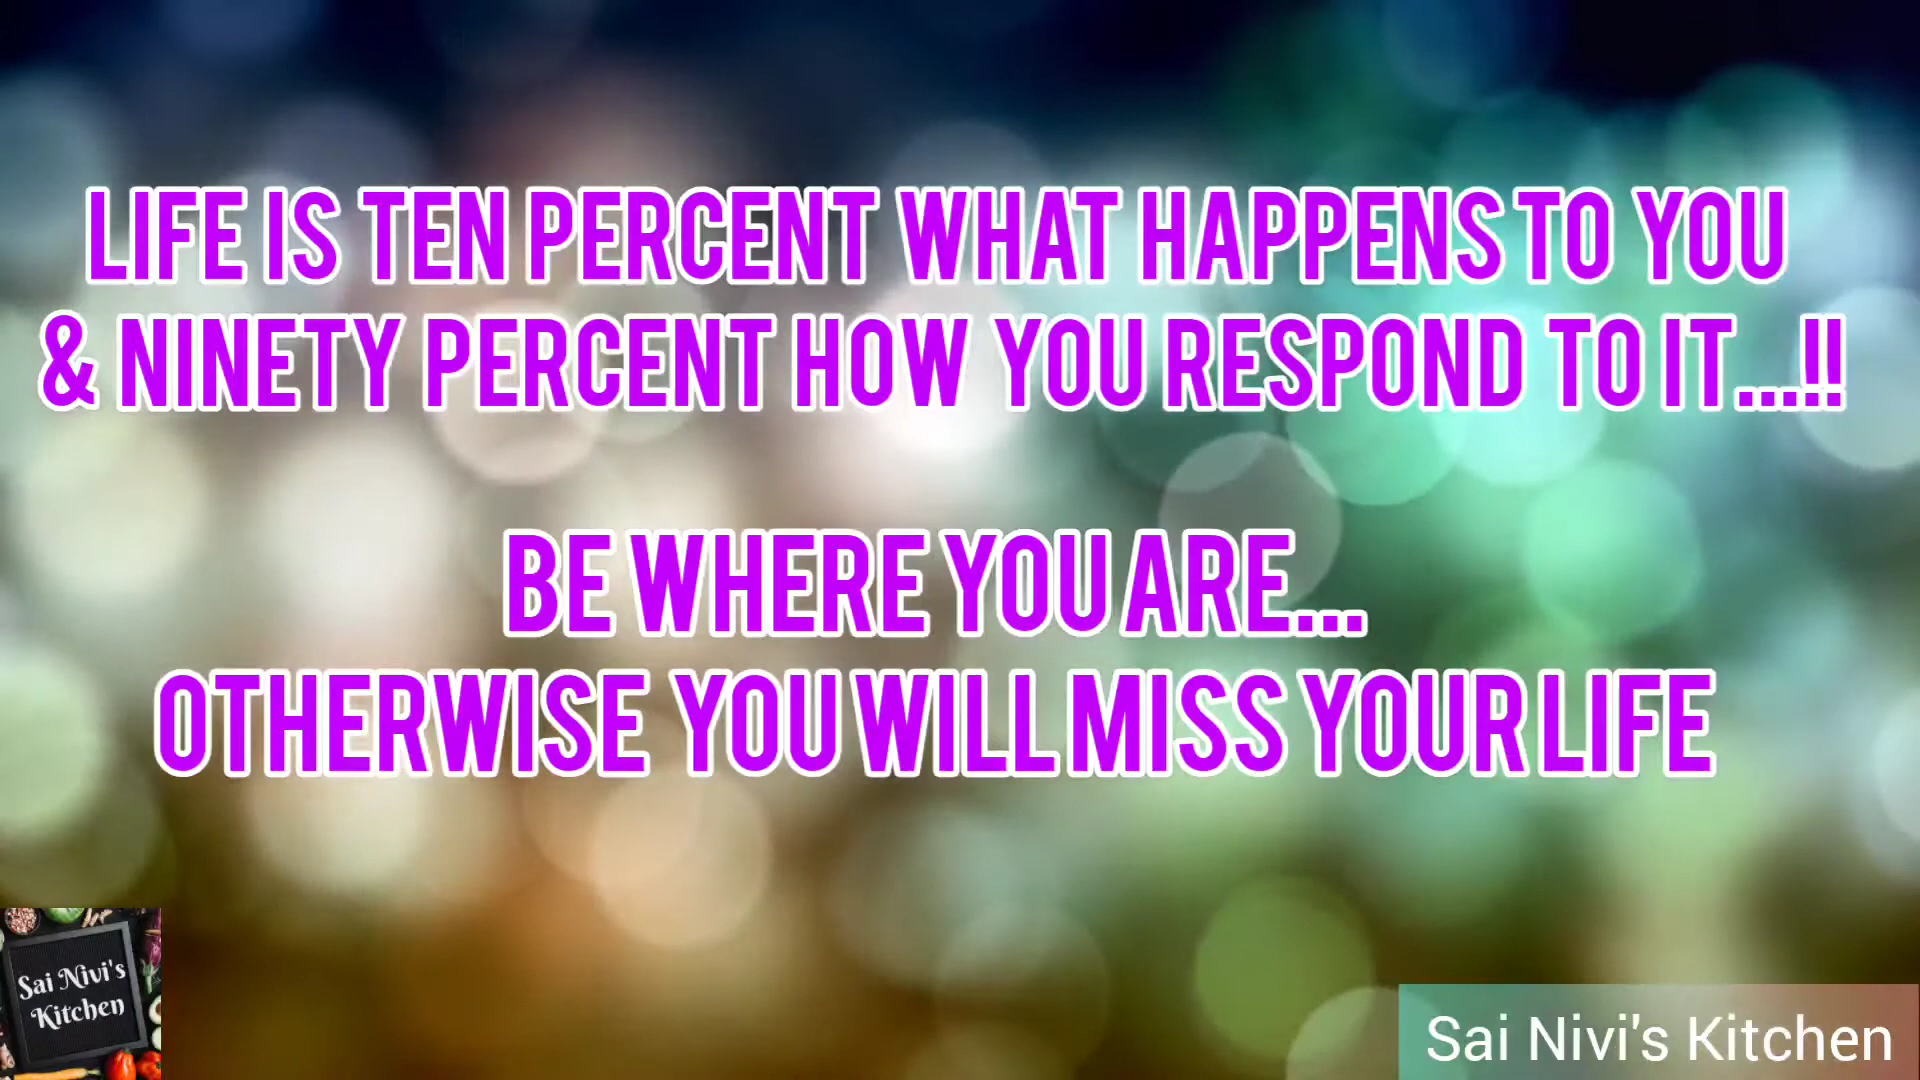 LIFE IS TEN PERCENT WHAT HAPPENS TO YOU
& NINETY PERCENT HOW YOU RESPOND TO IT...!!
BE WHERE YOU ARE...
OTHERWISE YOU WILL MISS YOUR LIFE
Sai Nivi's
Kitchen
Sai Nivi's Kitchen